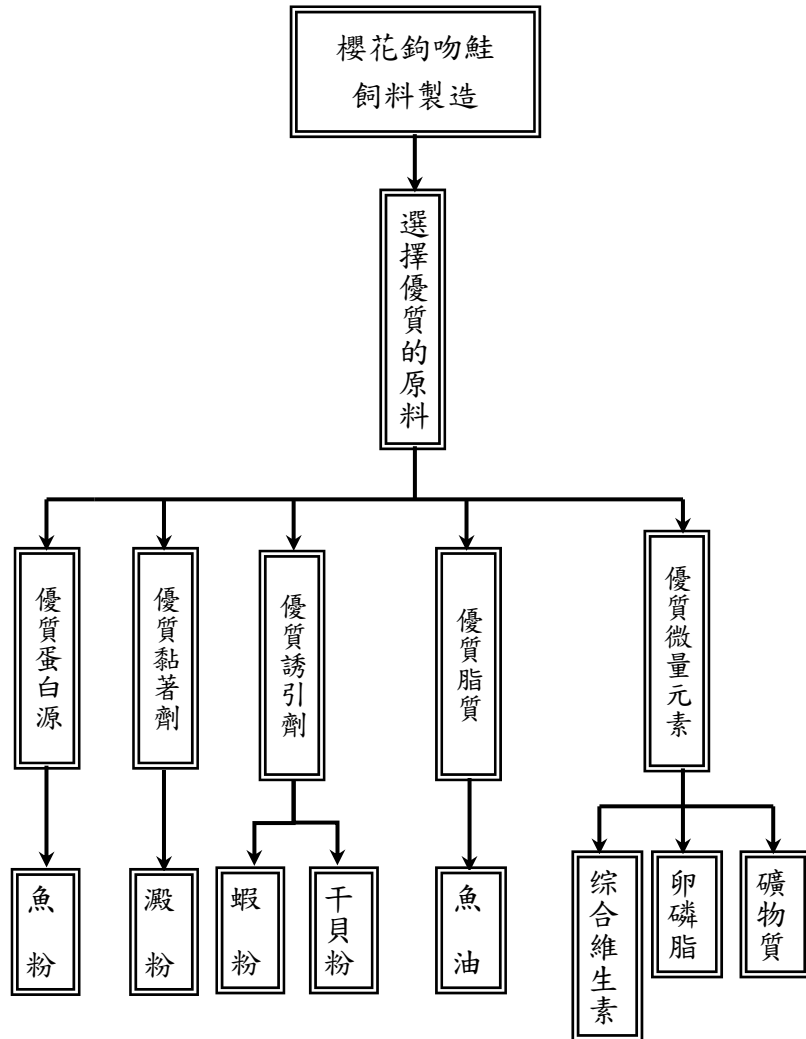 櫻花鉤吻鮭
飼料製造
選擇優質的原料
優質蛋白源
優質黏著劑
優質誘引劑
優質脂質
優質微量元素
魚粉
澱粉
蝦粉
干貝粉
魚油
综合維生素
卵磷脂
礦物質